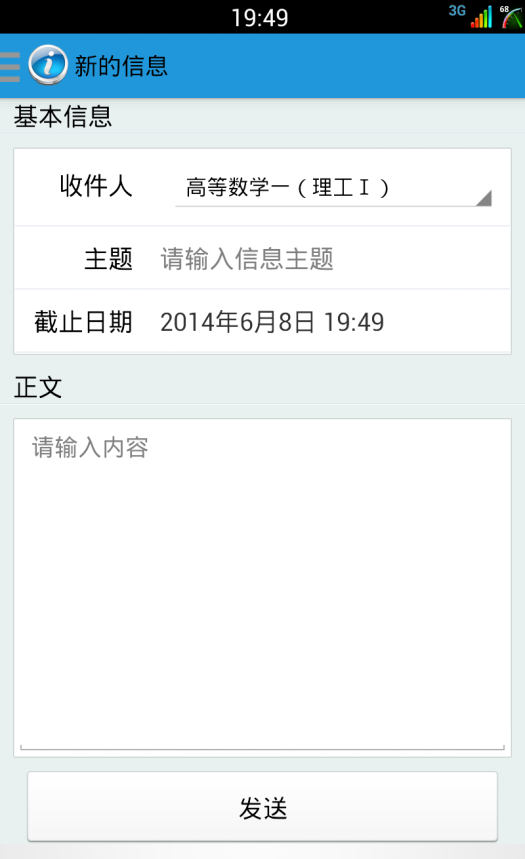 19:49
3G
68
新的信息
基本信息
收件人 高等数学一（理工Ⅰ）
主题 请输入信息主题
截止日期 2014年6月8日 19:49
正文
请输入内容
发送